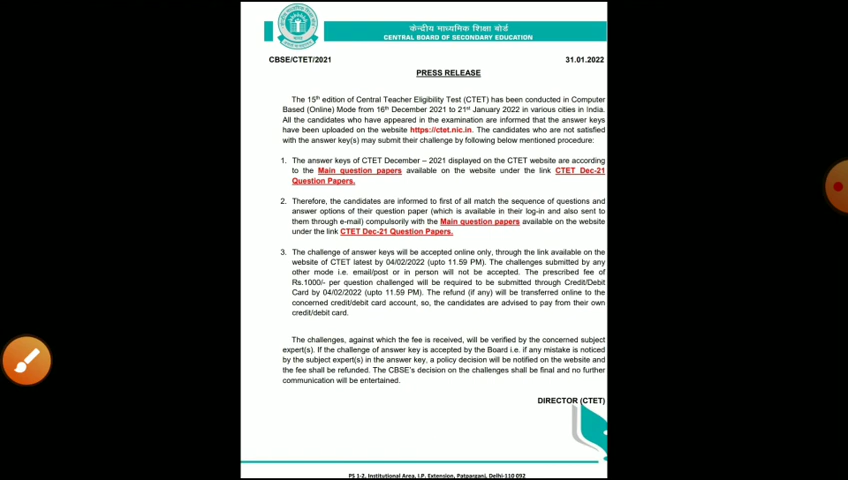 केन्द्रीय माध्यमिक शिक्षा बोर्ड
CENTRAL BOARD OF SECONDARY EDUCATION
CBSE/CTET/2021 31.01.2022
PRESS RELEASE
The 15th edition of Central Teacher Eligibility Test (CTET) has been conducted in Computer
Based (Online) Mode from 16th December 2021 to 21st January 2022 in various cities in India.
All the candidates who have appeared in the examination are informed that the answer keys
have been uploaded on the website https://ctet.nic.in. The candidates who are not satisfied
with the answer key(s) may submit their challenge by following below mentioned procedure:
1. The answer keys of CTET December – 2021 displayed on the CTET website are according
to the Main question papers available on the website under the link CTET Dec-21
Question Papers.
2. Therefore, the candidates are informed to first of all match the sequence of questions and
answer options of their question paper (which is available in their log-in and also sent to
them through e-mail) compulsorily with the Main question papers available on the website
under the link CTET Dec-21 Question Papers.
3. The challenge of answer keys will be accepted online only, through the link available on the
website of CTET latest by 04/02/2022 (upto 11.59 PM). The challenges submitted by any
other mode i.e. email/post or in person will not be accepted. The prescribed fee of
Rs.1000/- per question challenged will be required to be submitted through Credit/Debit
Card by 04/02/2022 (upto 11.59 PM). The refund (if any) will be transferred online to the
concerned credit/debit card account, so, the candidates are advised to pay from their own
credit/debit card.
The challenges, against which the fee is received, will be verified by the concerned subject
expert(s). If the challenge of answer key is accepted by the Board i.e. if any mistake is noticed
by the subject expert(s) in the answer key, a policy decision will be notified on the website and
the fee shall be refunded. The CBSE's decision on the challenges shall be final and no further
communication will be entertained.
DIRECTOR (CTET)
PS 1-2, Institutional Area, I.P. Extension, Patparganj, Delhi-110 092